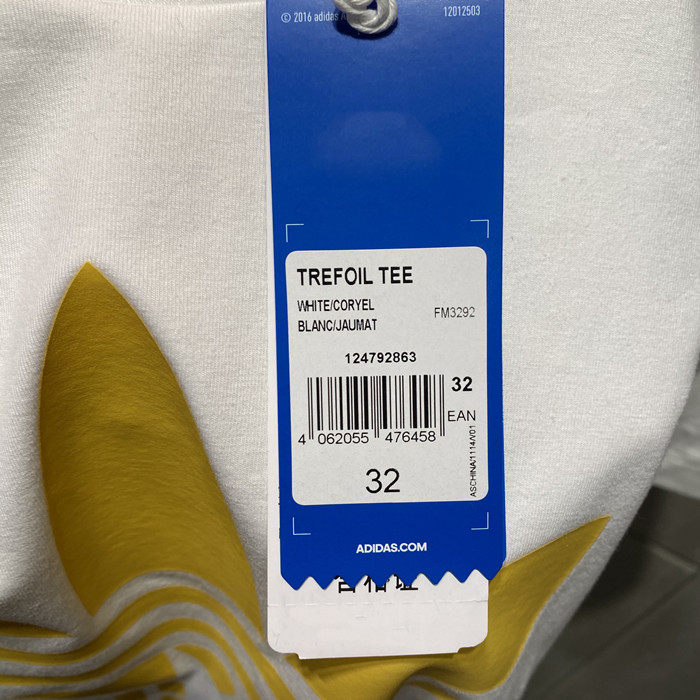 © 2016 adidas
12012503
TREFOIL TEE
WHITE/CORYEL
BLANC/JAUMAT
FM3292
124792863
32
EAN
4 062055 476458
32
ASCHINA/1114/V01
ADIDAS.COM